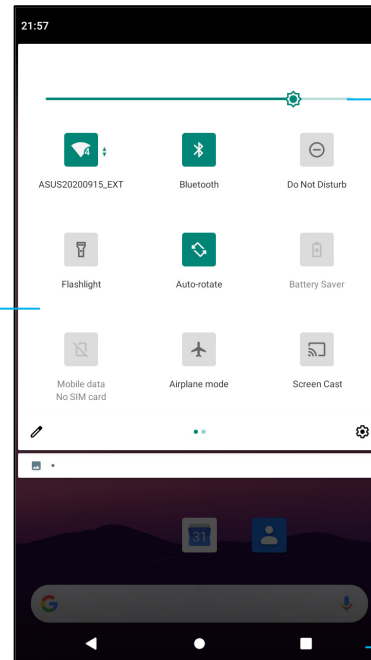 21:57
4
ASUS20200915_EXT
Bluetooth
Do Not Disturb
Flashlight
Auto-rotate
Battery Saver
Mobile data
No SIM card
Airplane mode
Screen Cast
31
G